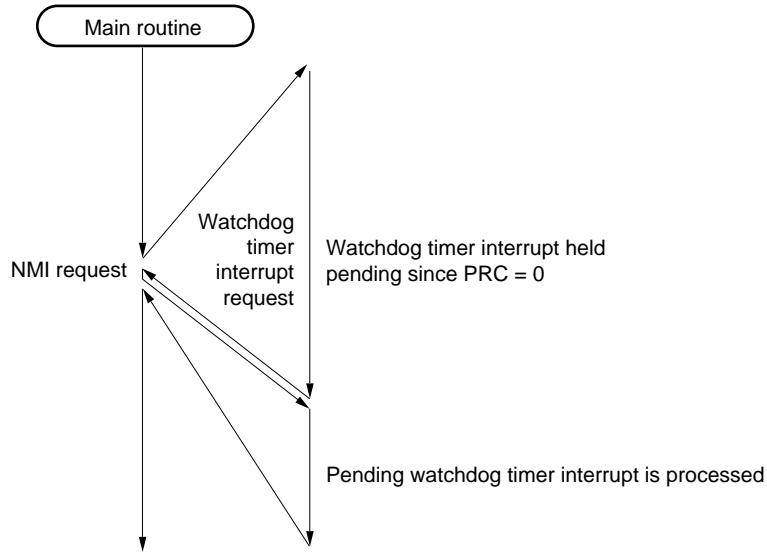 Main routine
Watchdog
timer
interrupt
request
Watchdog timer interrupt held
pending since PRC = 0
NMI request
Pending watchdog timer interrupt is processed